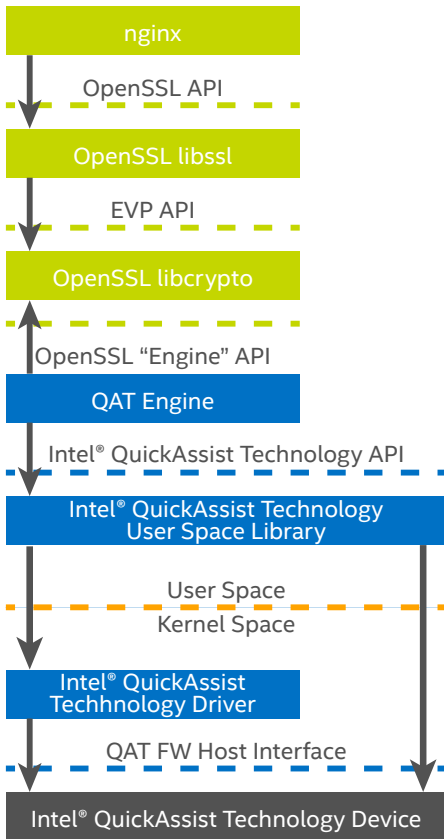 nginx
OpenSSL API
OpenSSL libssl
EVP API
OpenSSL libcrypto
OpenSSL “Engine” API
QAT Engine
Intel® QuickAssist Technology API
Intel® QuickAssist Technology
User Space Library
User Space
Kernel Space
Intel® QuickAssist
Techhnology Driver
QAT FW Host Interface
Intel® QuickAssist Technology Device